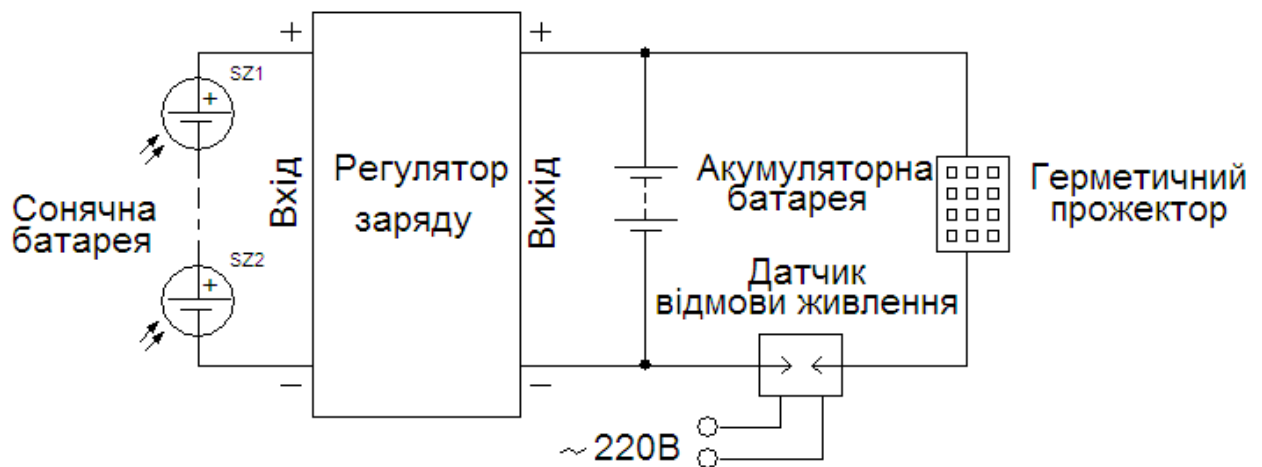 +
+
SZ1
+
Вхід
Регулятор
заряду
Вихід
Акумуляторна
батарея
Герметичний
прожектор
Сонячна
батарея
SZ2
+
Датчик
відмови живлення
−
−
~ 220В